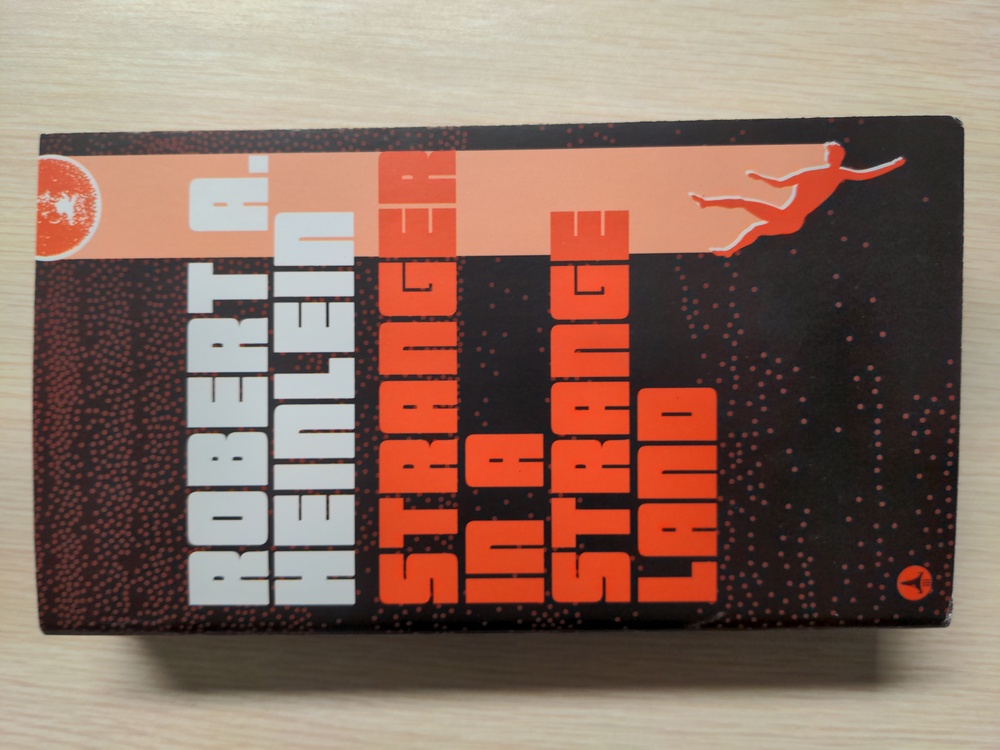 ROBERT A.
HEINLEIN
STRANGER
IN A
STRANGE
LAND